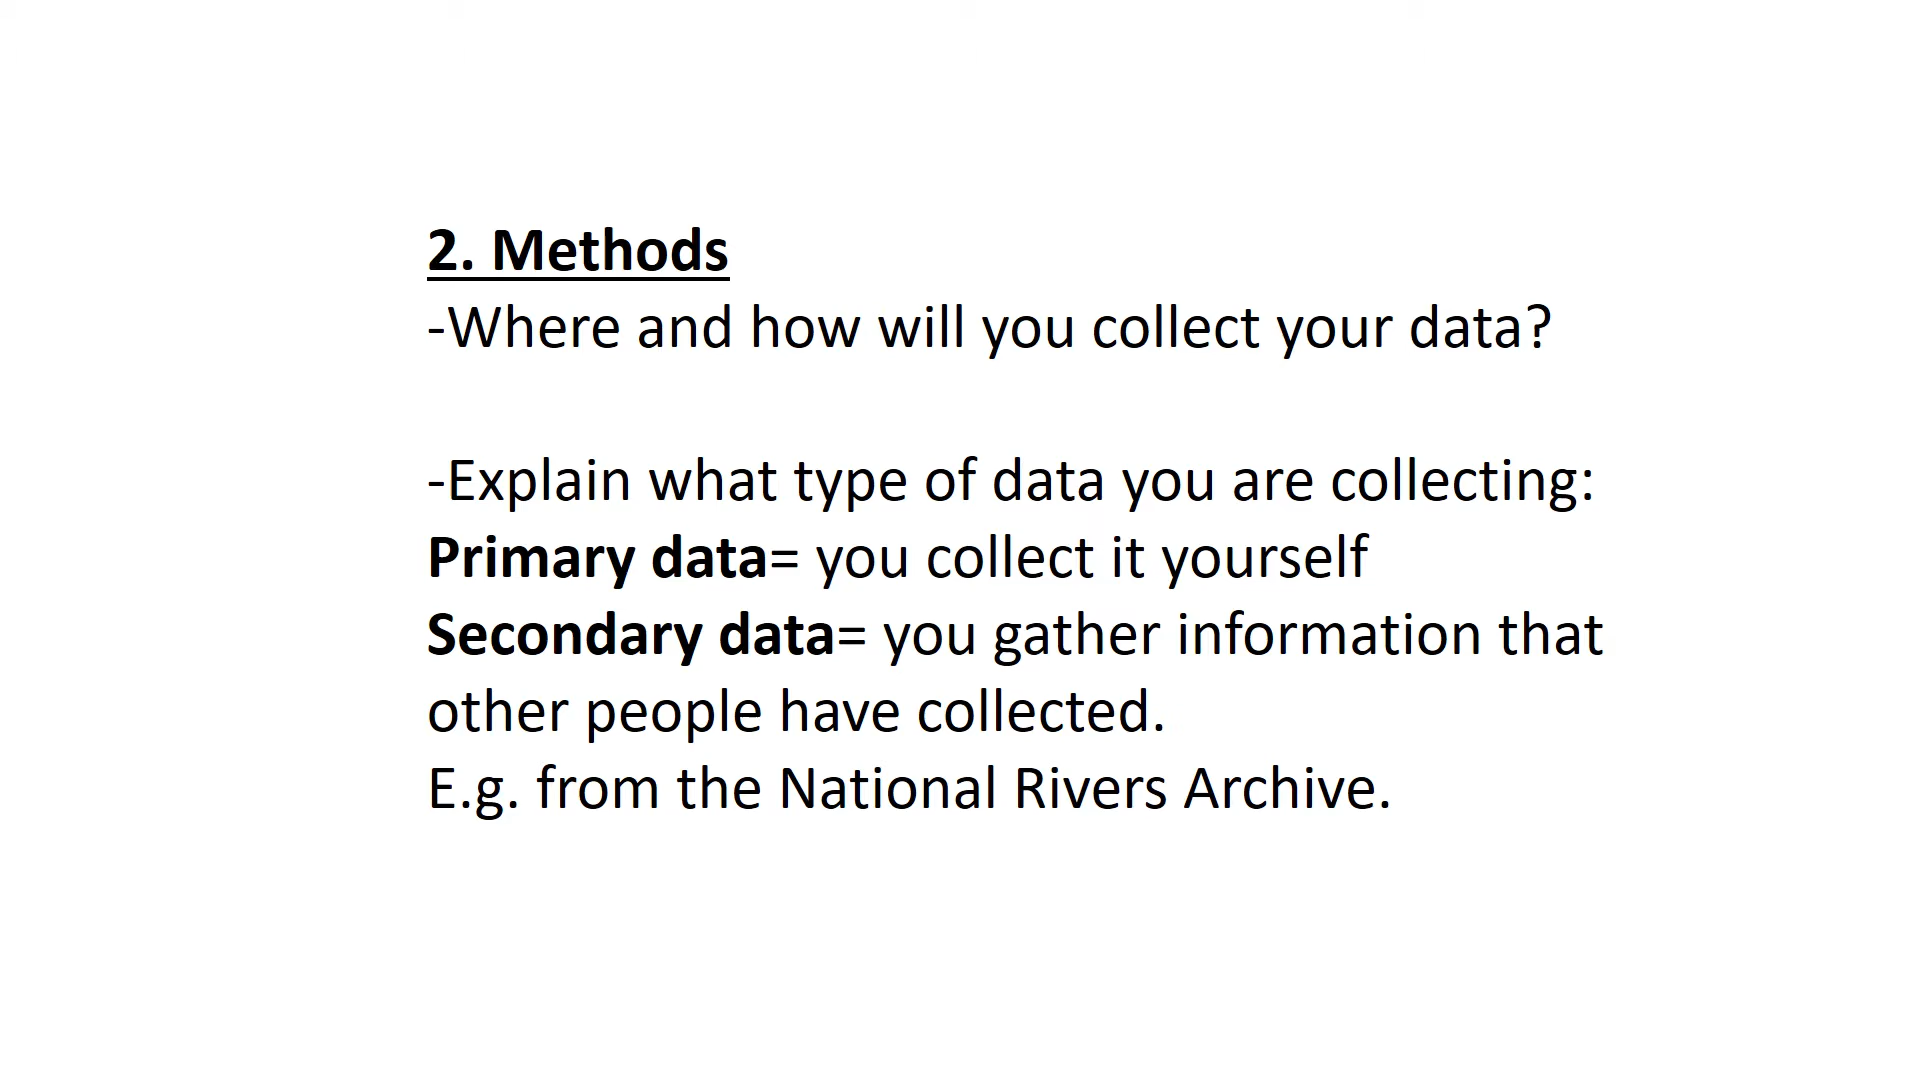 2. Methods
-Where and how will you collect your data?
-Explain what type of data you are collecting:
Primary data= you collect it yourself
Secondary data= you gather information that
other people have collected.
E.g. from the National Rivers Archive.